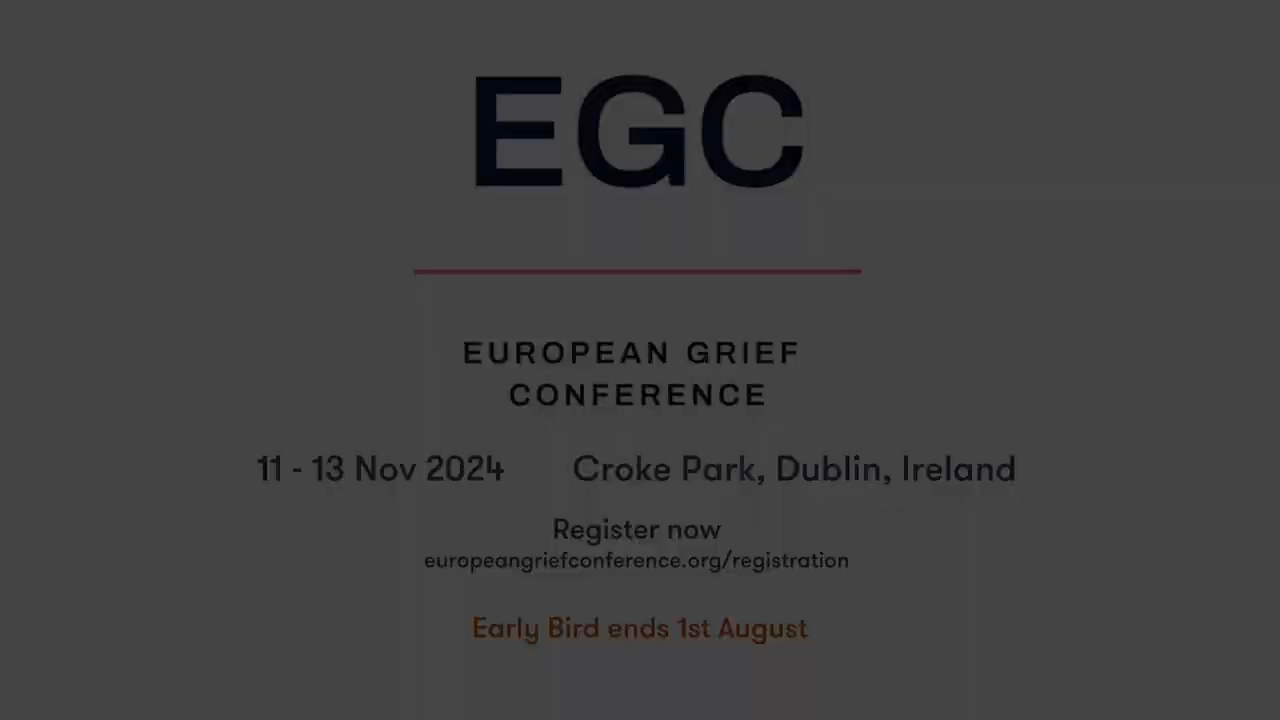 EGC
EUROPEAN GRIEF
CONFERENCE
11 - 13 Nov 2024 Croke Park, Dublin, Ireland
Register now
europeangriefconference.org/registration
Early Bird ends 1st August